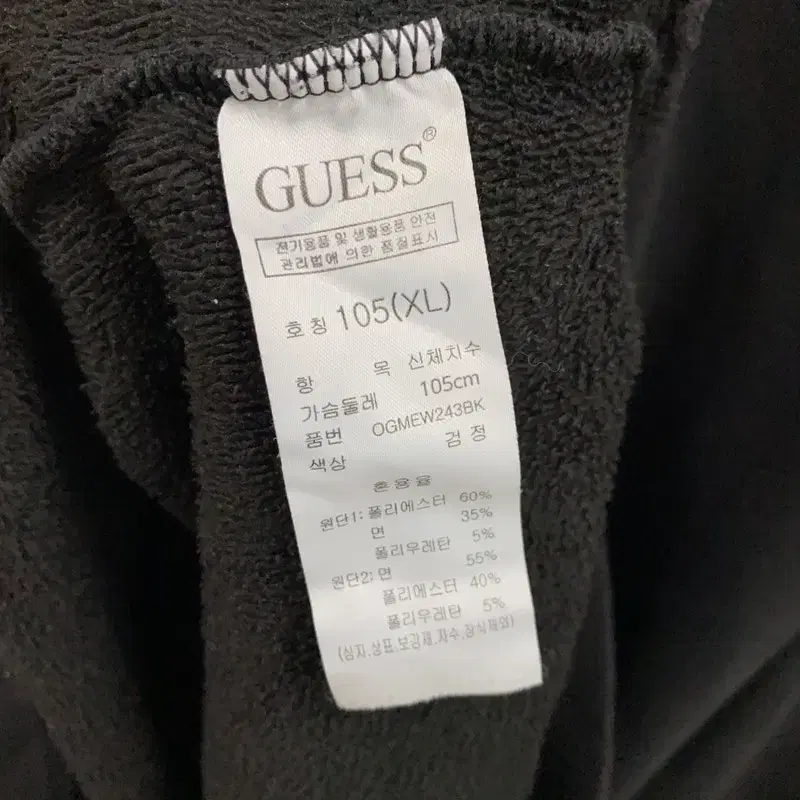 GUESS®
전기용품 및 생활용품 안전
관리법에 의한 품질표시
호칭 105(XL)
항 목 신체치수
가슴둘레 105cm
품번 OGMEW243BK
색상 검정
혼용율
원단1: 폴리에스터 60%
면 35%
폴리우레탄 5%
원단2: 면 55%
폴리에스터 40%
폴리우레탄 5%
(심지.상표.보강제.자수.장식제외)